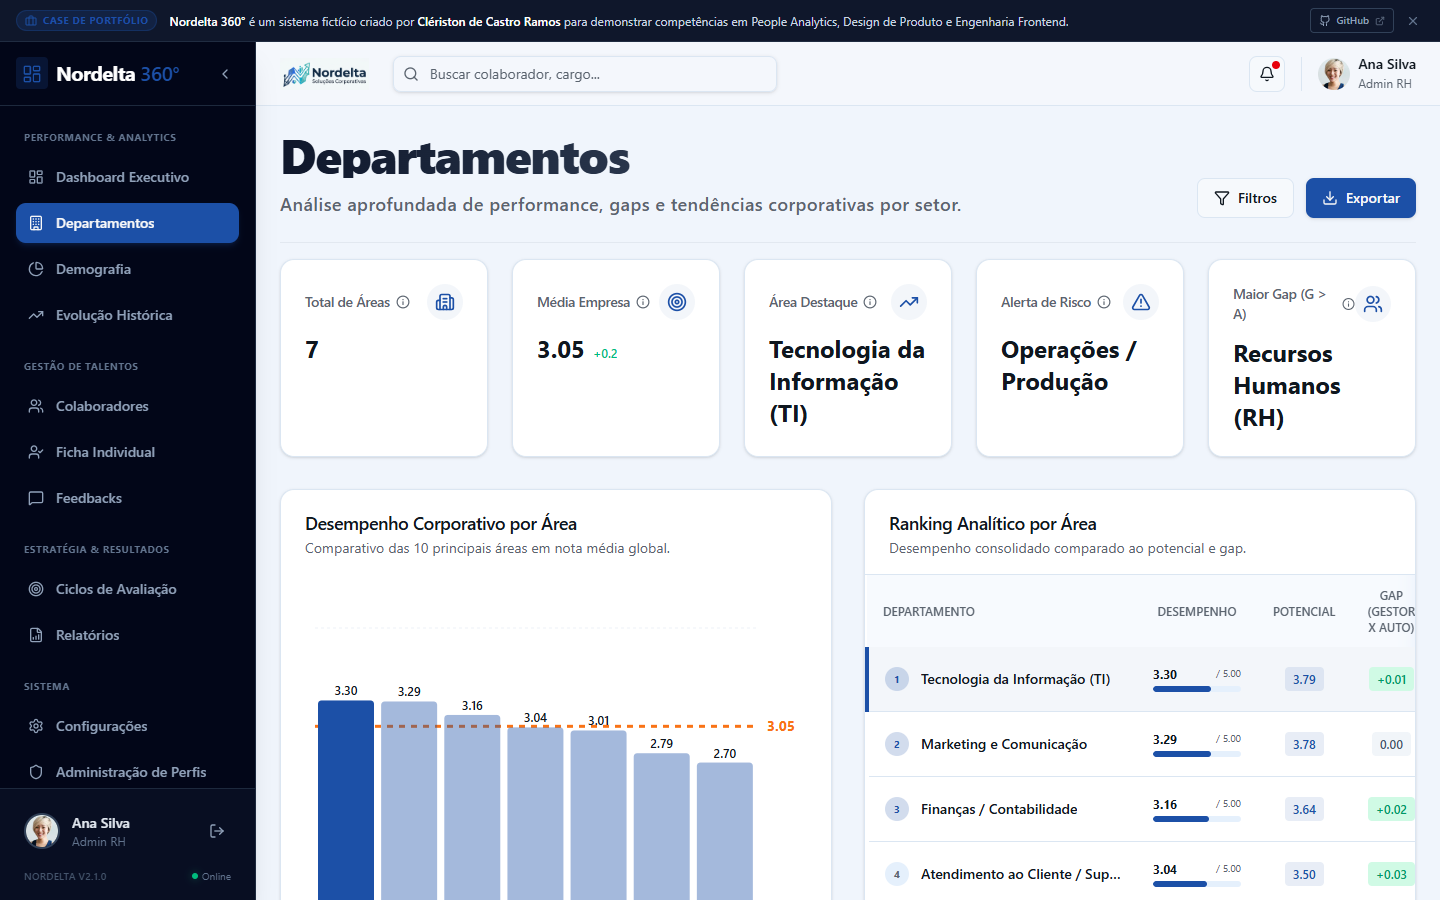 CASE DE PORTFÓLIO
Nordelta 360° é um sistema fictício criado por Clériston de Castro Ramos para demonstrar competências em People Analytics, Design de Produto e Engenharia Frontend.
GitHub
Nordelta 360°
Nordelta
Soluções Corporativas
Buscar colaborador, cargo...
Ana Silva
Admin RH
PERFORMANCE & ANALYTICS
Dashboard Executivo
Departamentos
Demografia
Evolução Histórica
GESTÃO DE TALENTOS
Colaboradores
Ficha Individual
Feedbacks
ESTRATÉGIA & RESULTADOS
Ciclos de Avaliação
Relatórios
SISTEMA
Configurações
Administração de Perfis
Ana Silva
Admin RH
NORDELTA V2.1.0
Online
Departamentos
Análise aprofundada de performance, gaps e tendências corporativas por setor.
Filtros
Exportar
Total de Áreas
7
Média Empresa
3.05 +0.2
Área Destaque
Tecnologia da
Informação
(TI)
Alerta de Risco
Operações /
Produção
Maior Gap (G >
A)
Recursos
Humanos
(RH)
Desempenho Corporativo por Área
Comparativo das 10 principais áreas em nota média global.
3.30
3.29
3.16
3.04
3.01
2.79
2.70
3.05
Ranking Analítico por Área
Desempenho consolidado comparado ao potencial e gap.
DEPARTAMENTO
DESEMPENHO
POTENCIAL
GAP
(GESTOR
X AUTO)
1 Tecnologia da Informação (TI) 3.30 / 5.00 3.79 +0.01
2 Marketing e Comunicação 3.29 / 5.00 3.78 0.00
3 Finanças / Contabilidade 3.16 / 5.00 3.64 +0.02
4 Atendimento ao Cliente / Sup... 3.04 / 5.00 3.50 +0.03